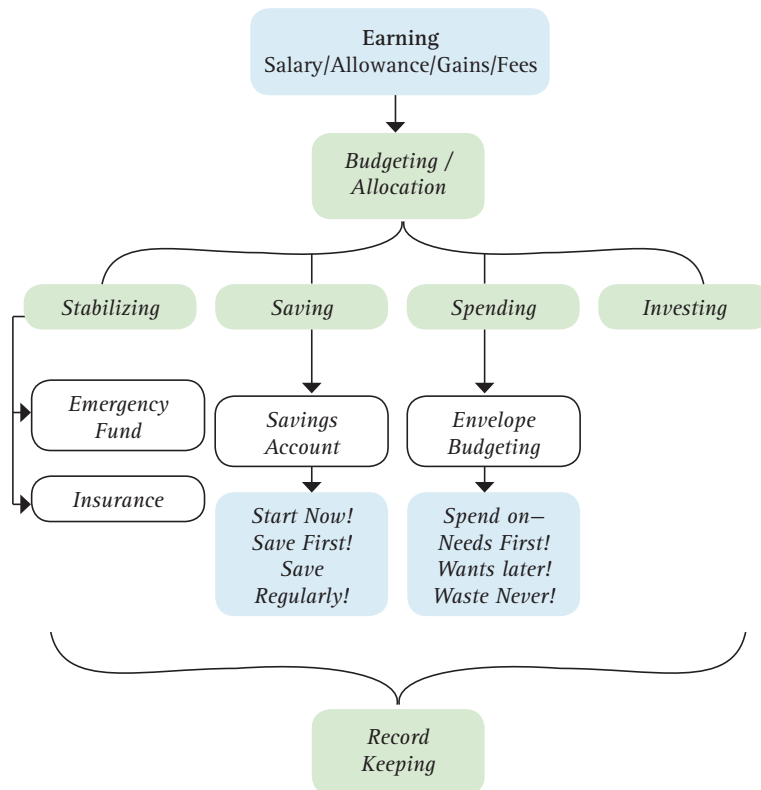 Earning
Salary/Allowance/Gains/Fees
Budgeting /
Allocation
Stabilizing
Saving
Spending
Investing
Emergency
Fund
Savings
Account
Envelope
Budgeting
Insurance
Start Now!
Save First!
Save
Regularly!
Spend on—
Needs First!
Wants later!
Waste Never!
Record
Keeping